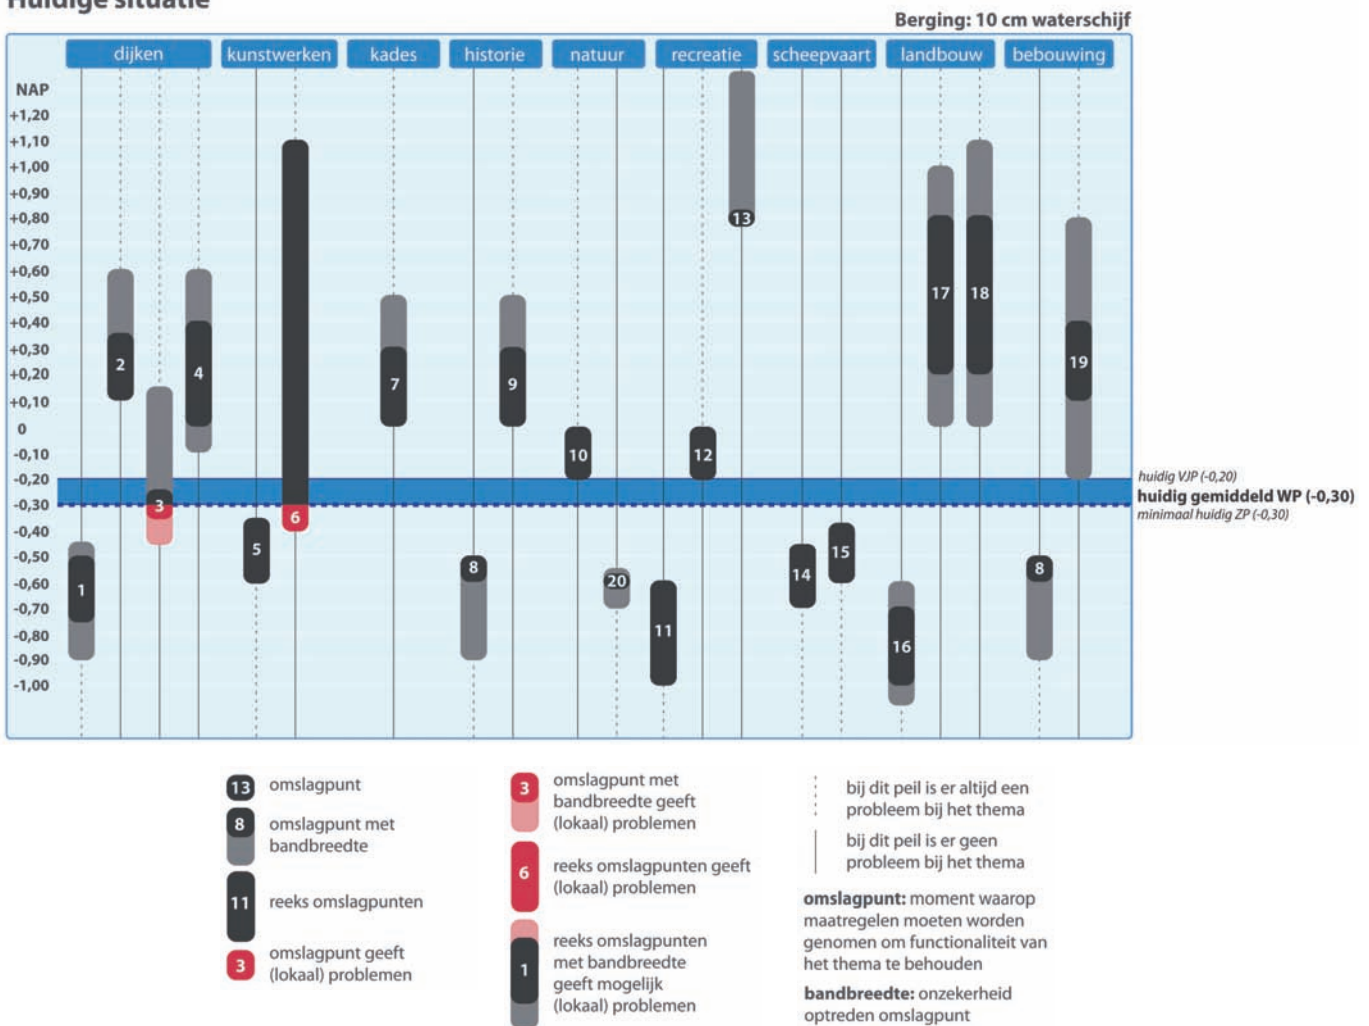 Huidige situatie
Berging: 10 cm waterschijf
dijken kunstwerken kades historie natuur recreatie scheepvaart landbouw bebouwing
NAP
+1,20
+1,10
+1,00
+0,90
+0,80
+0,70
+0,60
+0,50
+0,40
+0,30
+0,20
+0,10
0
-0,10
-0,20
-0,30
-0,40
-0,50
-0,60
-0,70
-0,80
-0,90
-1,00
1
2
3
4
5
6
7
8
9
10
20
11
12
13
14
15
16
17
18
8
19
huidig VJP (-0,20)
huidig gemiddeld WP (-0,30)
minimaal huidig ZP (-0,30)
13 omslagpunt
8 omslagpunt met
bandbreedte
11 reeks omslagpunten
3 omslagpunt geeft
(lokaal) problemen
3 omslagpunt met
bandbreedte geeft
(lokaal) problemen
6 reeks omslagpunten geeft
(lokaal) problemen
1 reeks omslagpunten
met bandbreedte
geeft mogelijk
(lokaal) problemen
bij dit peil is er altijd een
probleem bij het thema
bij dit peil is er geen
probleem bij het thema
omslagpunt: moment waarop
maatregelen moeten worden
genomen om functionaliteit van
het thema te behouden
bandbreedte: onzekerheid
optreden omslagpunt